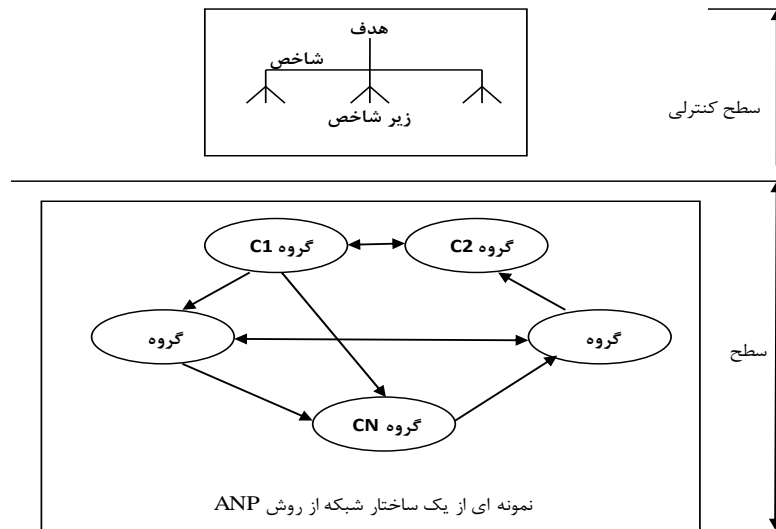 هدف
شاخص
زیر شاخص
سطح کنترلی
گروه C1
گروه C2
گروه
گروه
سطح
گروه CN
نمونه ای از یک ساختار شبکه از روش ANP